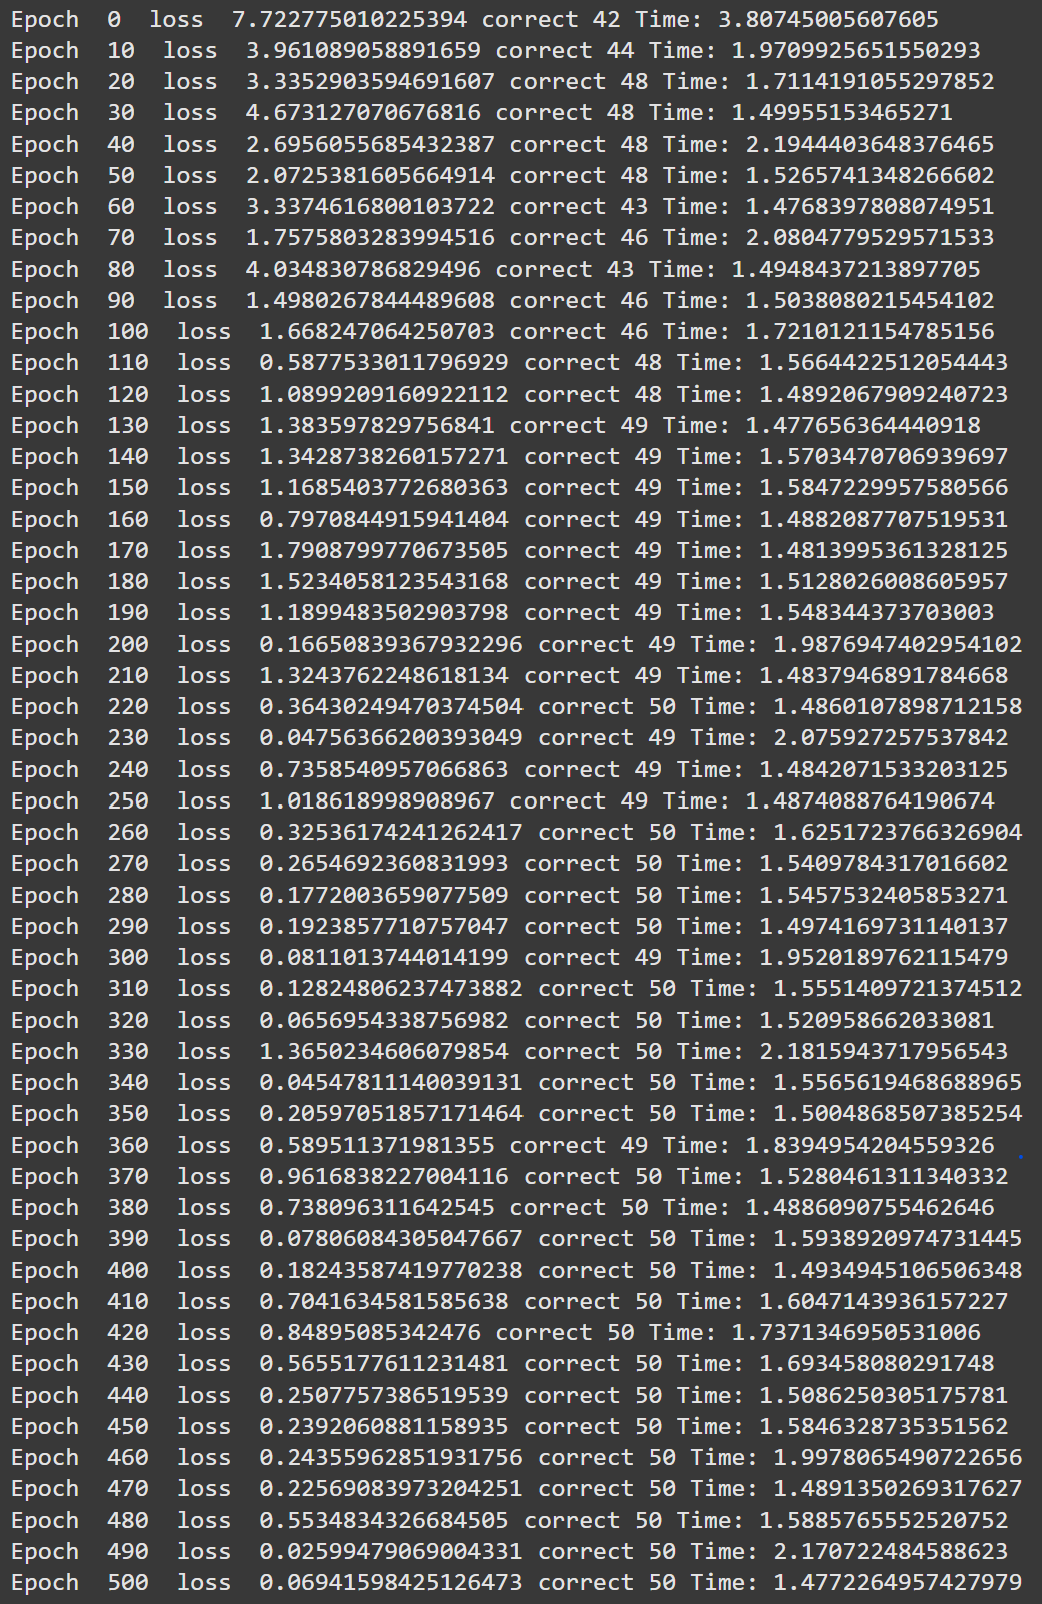 Epoch  0  loss  7.722775010225394 correct 42 Time: 3.80745005607605
Epoch  10  loss  3.961089058891659 correct 44 Time: 1.9709925651550293
Epoch  20  loss  3.3352903594691607 correct 48 Time: 1.7114191055297852
Epoch  30  loss  4.673127070676816 correct 48 Time: 1.49955153465271
Epoch  40  loss  2.6956055685432387 correct 48 Time: 2.1944403648376465
Epoch  50  loss  2.0725381605664914 correct 48 Time: 1.5265741348266602
Epoch  60  loss  3.3374616800103722 correct 43 Time: 1.4768397808074951
Epoch  70  loss  1.7575803283994516 correct 46 Time: 2.0804779529571533
Epoch  80  loss  4.034830786829496 correct 43 Time: 1.4948437213897705
Epoch  90  loss  1.4980267844489608 correct 46 Time: 1.5038080215454102
Epoch  100  loss  1.668247064250703 correct 46 Time: 1.7210121154785156
Epoch  110  loss  0.5877533011796929 correct 48 Time: 1.5664422512054443
Epoch  120  loss  1.0899209160922112 correct 48 Time: 1.4892067909240723
Epoch  130  loss  1.383597829756841 correct 49 Time: 1.477656364440918
Epoch  140  loss  1.3428738260157271 correct 49 Time: 1.5703470706939697
Epoch  150  loss  1.1685403772680363 correct 49 Time: 1.5847229957580566
Epoch  160  loss  0.7970844915941404 correct 49 Time: 1.4882087707519531
Epoch  170  loss  1.7908799770673505 correct 49 Time: 1.4813995361328125
Epoch  180  loss  1.5234058123543168 correct 49 Time: 1.5128026008605957
Epoch  190  loss  1.1899483502903798 correct 49 Time: 1.548344373703003
Epoch  200  loss  0.16650839367932296 correct 49 Time: 1.9876947402954102
Epoch  210  loss  1.3243762248618134 correct 49 Time: 1.4837946891784668
Epoch  220  loss  0.36430249470374504 correct 50 Time: 1.4860107898712158
Epoch  230  loss  0.04756366200393049 correct 49 Time: 2.075927257537842
Epoch  240  loss  0.7358540957066863 correct 49 Time: 1.4842071533203125
Epoch  250  loss  1.018618998908967 correct 49 Time: 1.4874088764190674
Epoch  260  loss  0.32536174241262417 correct 50 Time: 1.6251723766326904
Epoch  270  loss  0.2654692360831993 correct 50 Time: 1.5409784317016602
Epoch  280  loss  0.1772003659077509 correct 50 Time: 1.5457532405853271
Epoch  290  loss  0.1923857710757047 correct 50 Time: 1.4974169731140137
Epoch  300  loss  0.0811013744014199 correct 49 Time: 1.9520189762115479
Epoch  310  loss  0.12824806237473882 correct 50 Time: 1.5551409721374512
Epoch  320  loss  0.0656954338756982 correct 50 Time: 1.520958662033081
Epoch  330  loss  1.3650234606079854 correct 50 Time: 2.1815943717956543
Epoch  340  loss  0.04547811140039131 correct 50 Time: 1.5565619468688965
Epoch  350  loss  0.20597051857171464 correct 50 Time: 1.5004868507385254
Epoch  360  loss  0.589511371981355 correct 49 Time: 1.8394954204559326
Epoch  370  loss  0.9616838227004116 correct 50 Time: 1.5280461311340332
Epoch  380  loss  0.738096311642545 correct 50 Time: 1.4886090755462646
Epoch  390  loss  0.07806084305047667 correct 50 Time: 1.5938920974731445
Epoch  400  loss  0.18243587419770238 correct 50 Time: 1.4934945106506348
Epoch  410  loss  0.7041634581585638 correct 50 Time: 1.6047143936157227
Epoch  420  loss  0.84895085342476 correct 50 Time: 1.7371346950531006
Epoch  430  loss  0.5655177611231481 correct 50 Time: 1.693458080291748
Epoch  440  loss  0.2507757386519539 correct 50 Time: 1.5086250305175781
Epoch  450  loss  0.2392060881158935 correct 50 Time: 1.5846328735351562
Epoch  460  loss  0.24355962851931756 correct 50 Time: 1.9978065490722656
Epoch  470  loss  0.22569083973204251 correct 50 Time: 1.4891350269317627
Epoch  480  loss  0.5534834326684505 correct 50 Time: 1.5885765552520752
Epoch  490  loss  0.02599479069004331 correct 50 Time: 2.170722484588623
Epoch  500  loss  0.06941598425126473 correct 50 Time: 1.4772264957427979